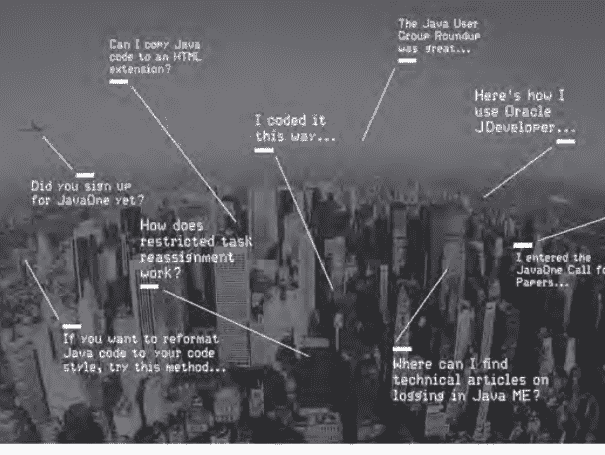 The Java User
Group Roundup
was great...
Can I copy Java
code to an HTML
extension?
Here's how I
use Oracle
JDeveloper...
I coded it
this way...
Did you sign up
for JavaOne yet?
How does
restricted task
reassignment
work?
I entered the
JavaOne Call fo
Papers...
If you want to reformat
Java code to your code
style, try this method...
Where can I find
technical articles on
logging in Java ME?